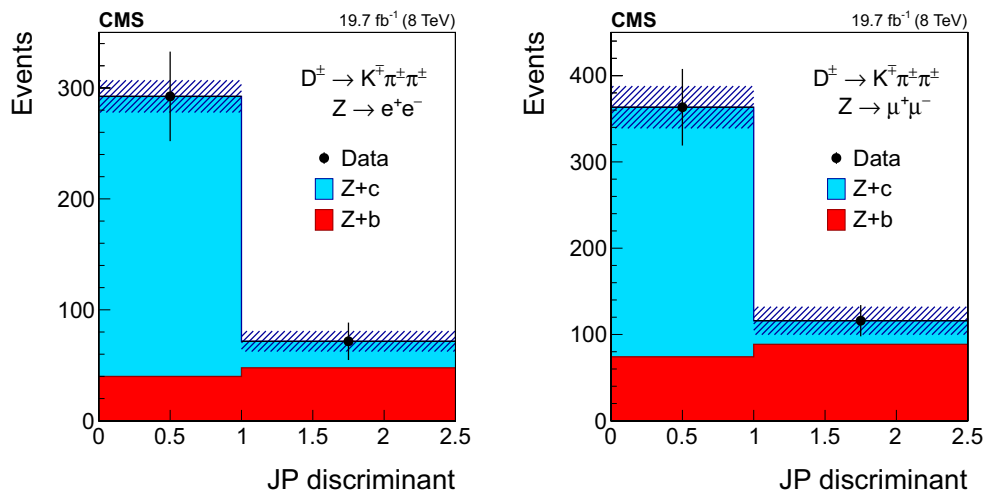 CMS 19.7 fb⁻¹ (8 TeV)
Events
300
200
100
0
D± → K∓π±π±
Z → e⁺e⁻
Data
Z+c
Z+b
0 0.5 1 1.5 2 2.5
JP discriminant
CMS 19.7 fb⁻¹ (8 TeV)
Events
400
300
200
100
0
D± → K∓π±π±
Z → μ⁺μ⁻
Data
Z+c
Z+b
0 0.5 1 1.5 2 2.5
JP discriminant